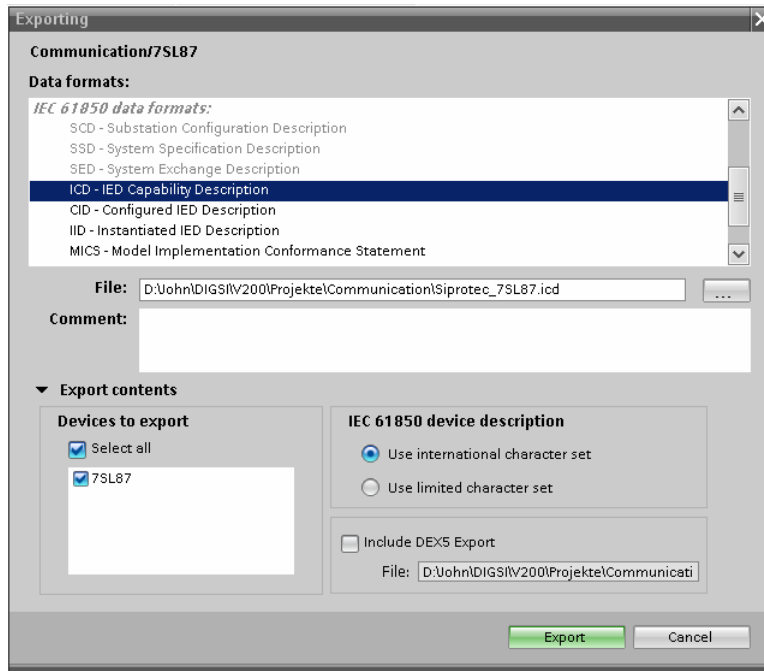 Exporting
Communication/7SL87
Data formats:
IEC 61850 data formats:
SCD - Substation Configuration Description
SSD - System Specification Description
SED - System Exchange Description
ICD - IED Capability Description
CID - Configured IED Description
IID - Instantiated IED Description
MICS - Model Implementation Conformance Statement
File: D:\John\DIGSI\V200\Projekte\Communication\Siprotec_7SL87.icd ...
Comment:
Export contents
Devices to export
Select all
7SL87
IEC 61850 device description
Use international character set
Use limited character set
Include DEX5 Export
File: D:\John\DIGSI\V200\Projekte\Communicati
Export Cancel